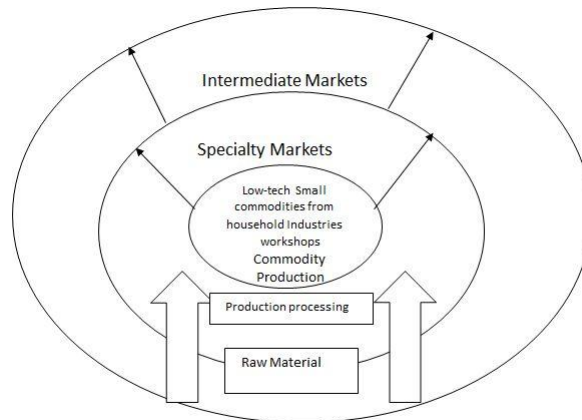 Intermediate Markets
Specialty Markets
Low-tech Small
commodities from
household Industries
workshops
Commodity
Production
Production processing
Raw Material